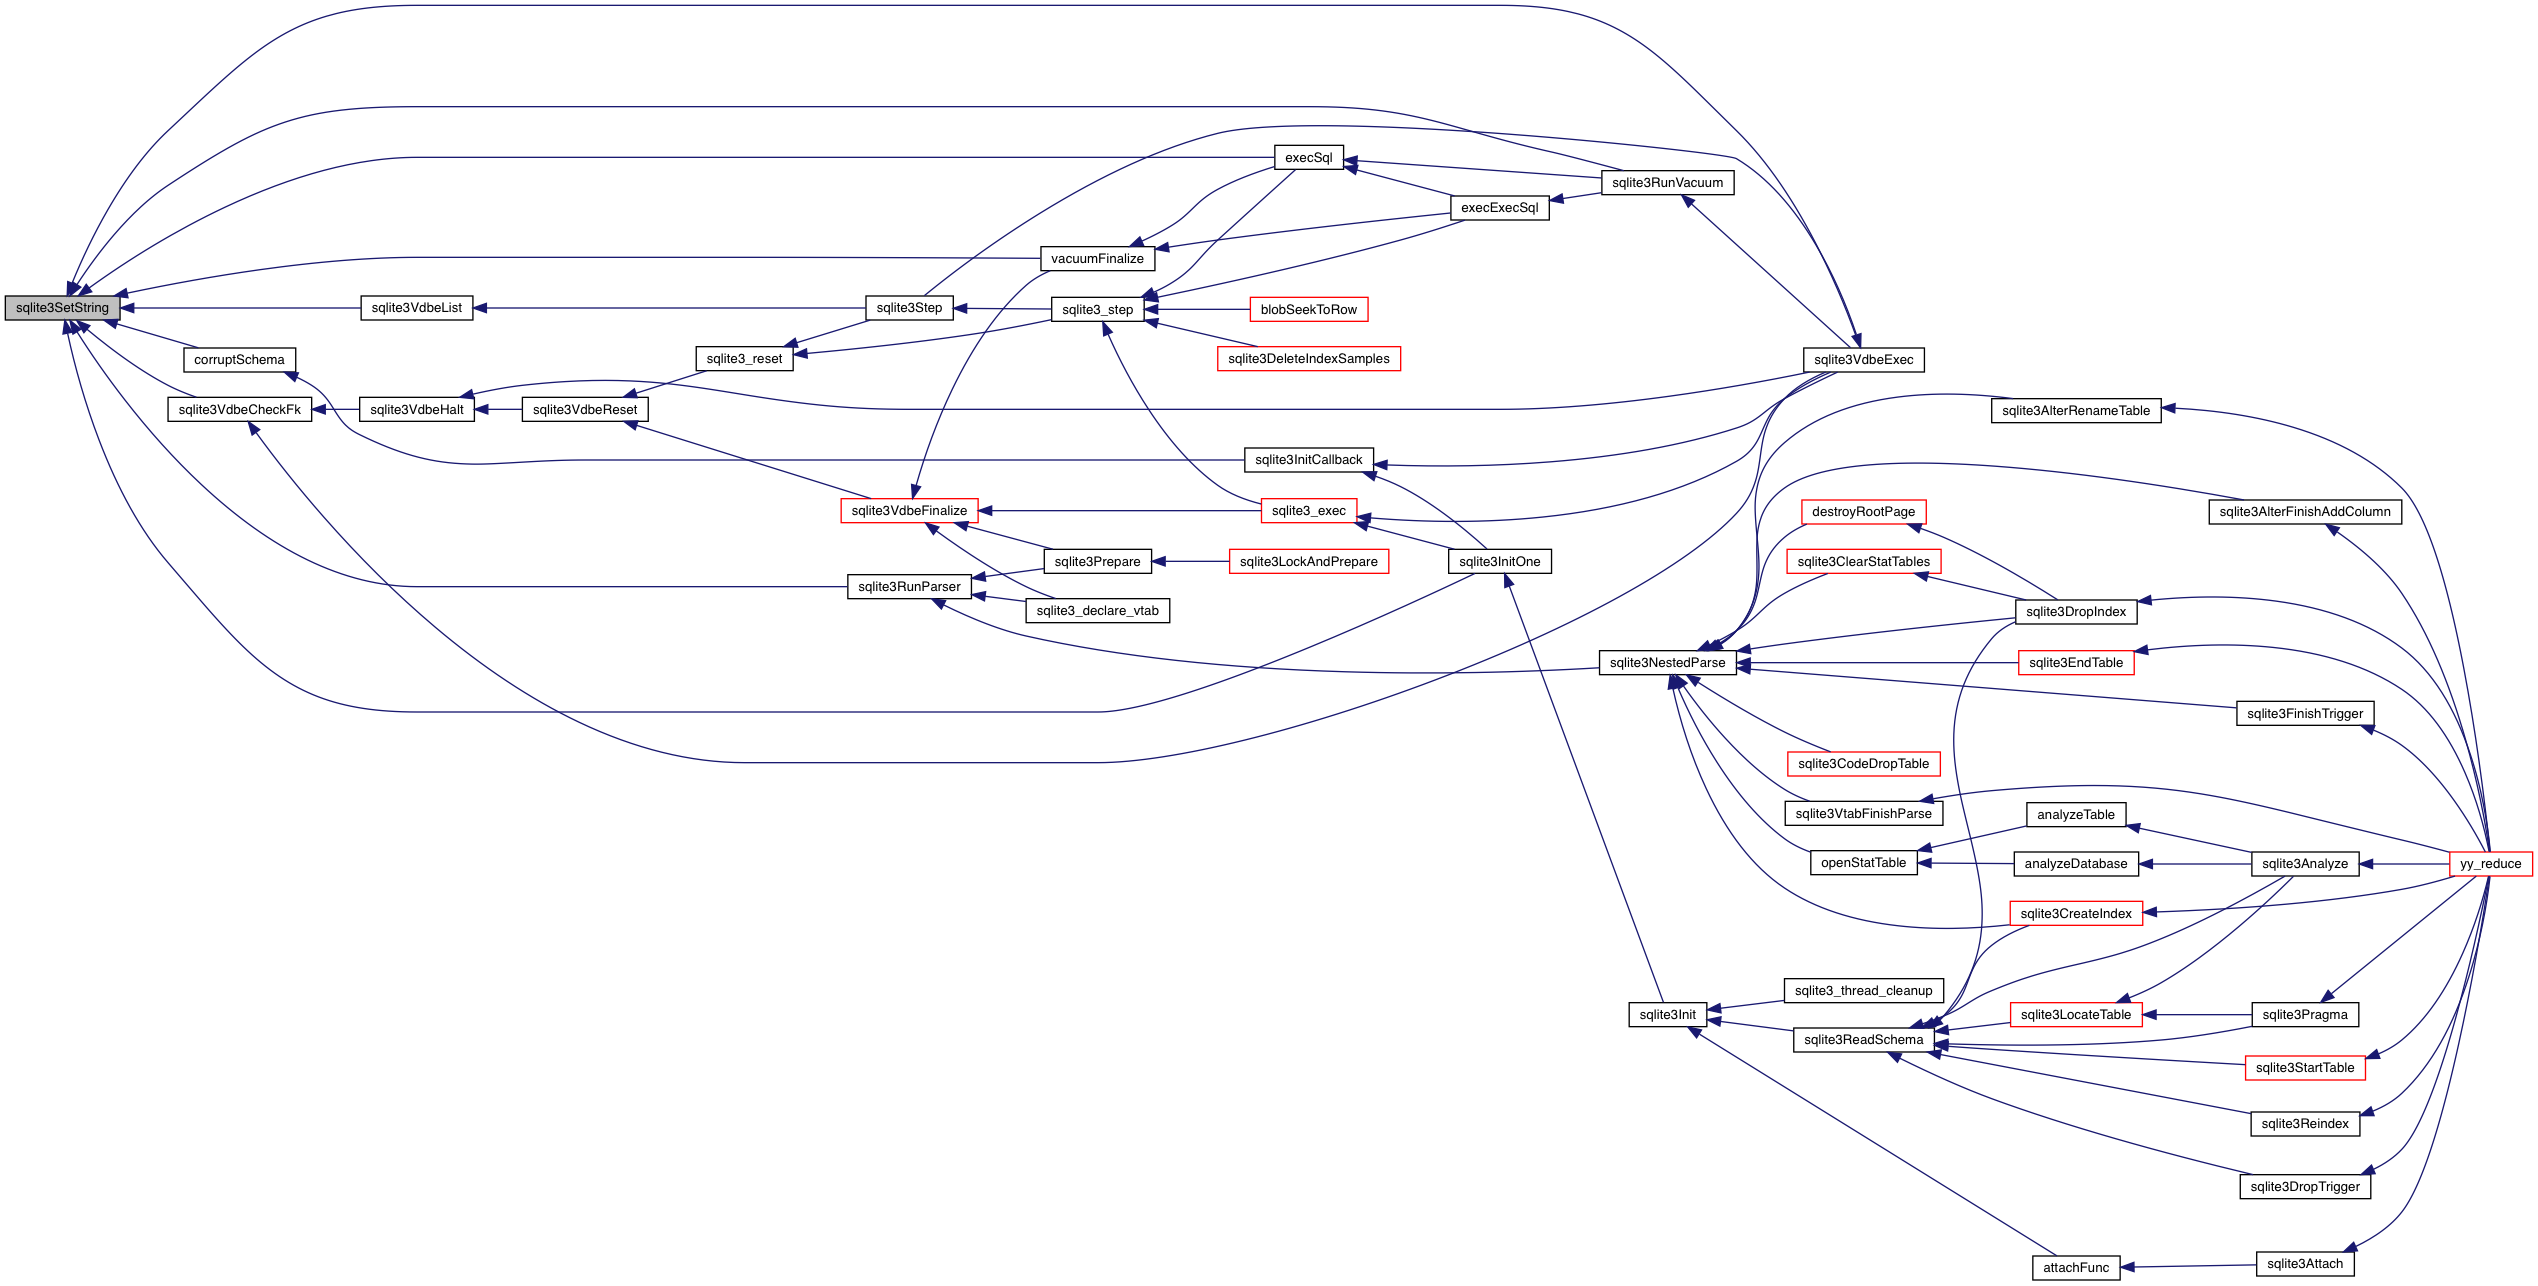 sqlite3SetString
sqlite3VdbeList
corruptSchema
sqlite3VdbeCheckFk
sqlite3VdbeHalt
sqlite3VdbeReset
sqlite3_reset
sqlite3Step
sqlite3VdbeFinalize
sqlite3RunParser
vacuumFinalize
sqlite3_step
sqlite3Prepare
sqlite3_declare_vtab
execSql
blobSeekToRow
sqlite3DeleteIndexSamples
sqlite3InitCallback
sqlite3_exec
sqlite3LockAndPrepare
execExecSql
sqlite3InitOne
sqlite3RunVacuum
sqlite3NestedParse
sqlite3Init
sqlite3VdbeExec
destroyRootPage
sqlite3ClearStatTables
sqlite3CodeDropTable
sqlite3VtabFinishParse
openStatTable
sqlite3_thread_cleanup
sqlite3ReadSchema
sqlite3AlterRenameTable
sqlite3DropIndex
sqlite3EndTable
analyzeTable
analyzeDatabase
sqlite3CreateIndex
sqlite3LocateTable
attachFunc
sqlite3AlterFinishAddColumn
sqlite3FinishTrigger
sqlite3Analyze
sqlite3Pragma
sqlite3StartTable
sqlite3Reindex
sqlite3DropTrigger
sqlite3Attach
yy_reduce